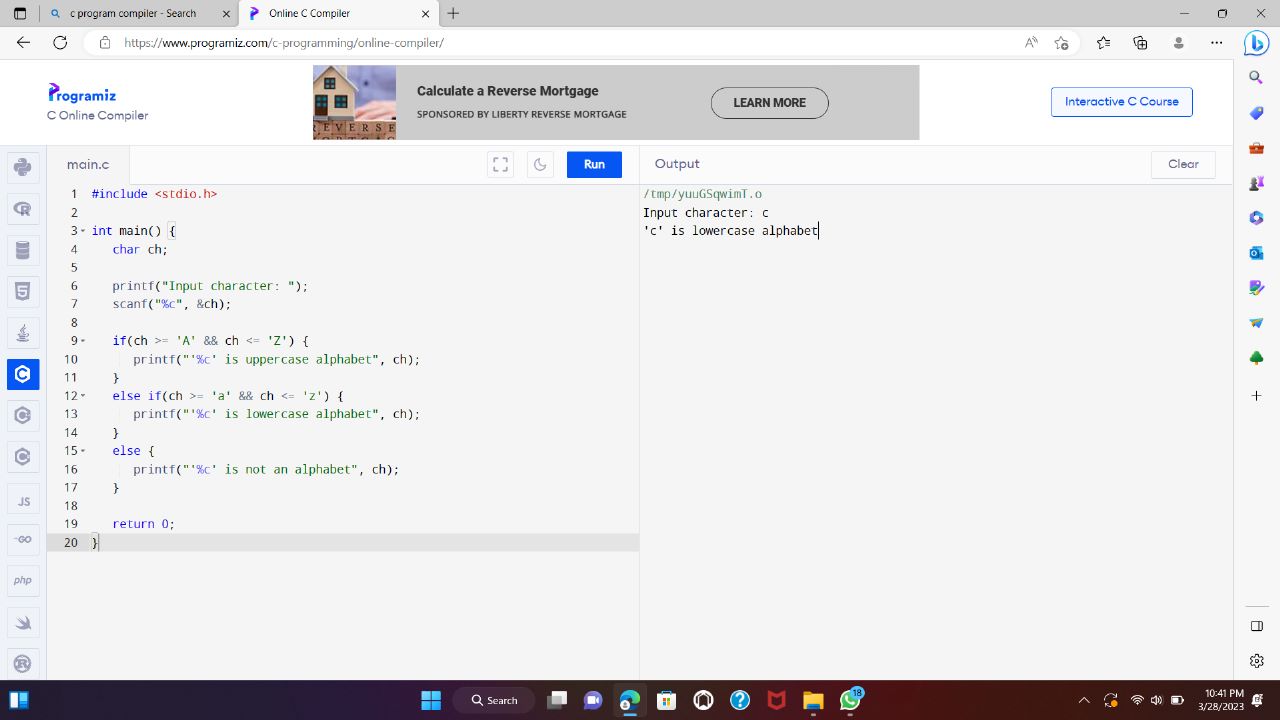 c program compiler - Search
Online C Compiler
https://www.programiz.com/c-programming/online-compiler/
Programiz
C Online Compiler
REVERSE
MORTGAGE
Calculate a Reverse Mortgage
SPONSORED BY LIBERTY REVERSE MORTGAGE
LEARN MORE
Interactive C Course
main.c
Run
Output
Clear
1 #include <stdio.h>
2
3 int main() {
4 char ch;
5
6 printf("Input character: ");
7 scanf("%c", &ch);
8
9 if(ch >= 'A' && ch <= 'Z') {
10 printf("'%c' is uppercase alphabet", ch);
11 }
12 else if(ch >= 'a' && ch <= 'z') {
13 printf("'%c' is lowercase alphabet", ch);
14 }
15 else {
16 printf("'%c' is not an alphabet", ch);
17 }
18
19 return 0;
20 }
/tmp/yuuGSqwimT.o
Input character: c
'c' is lowercase alphabet
JS
GO
php
Search
18
10:41 PM
3/28/2023